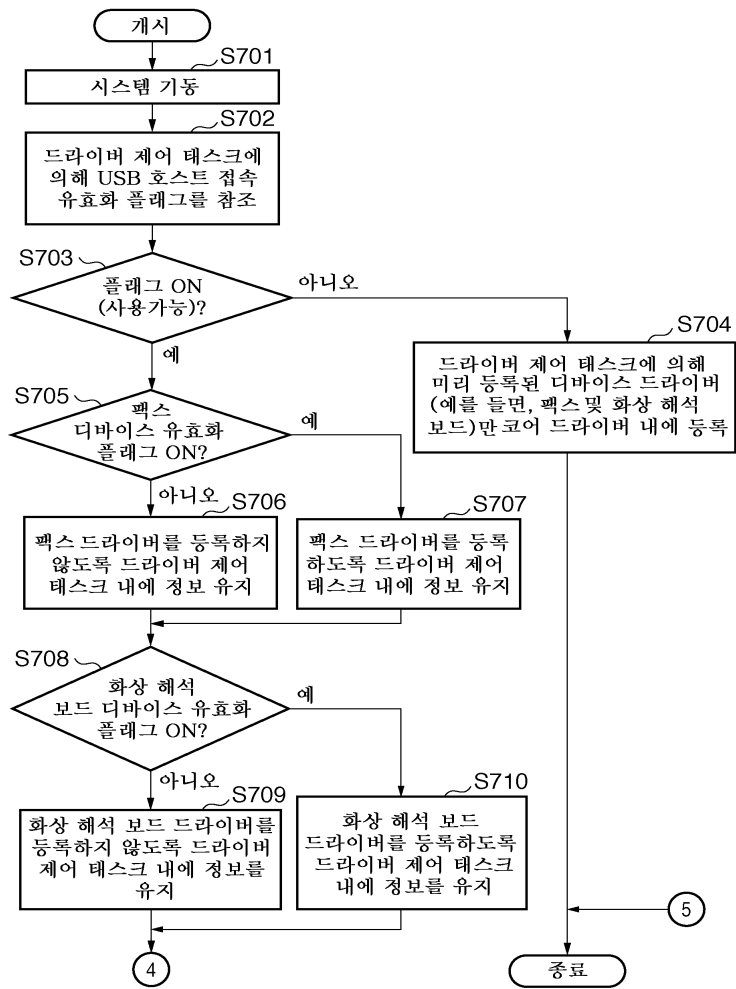 개시
S701
시스템 기동
S702
드라이버 제어 태스크에
의해 USB 호스트 접속
유효화 플래그를 참조
S703
플래그 ON
(사용가능)?
아니오
예
S704
드라이버 제어 태스크에 의해
미리 등록된 디바이스 드라이버
(예를 들면, 팩스 및 화상 해석
보드)만 코어 드라이버 내에 등록
S705
팩스
디바이스 유효화
플래그 ON?
예
아니오
S706
팩스 드라이버를 등록하지
않도록 드라이버 제어
태스크 내에 정보 유지
S707
팩스 드라이버를 등록
하도록 드라이버 제어
태스크 내에 정보 유지
S708
화상 해석
보드 디바이스 유효화
플래그 ON?
예
아니오
S709
화상 해석 보드 드라이버를
등록하지 않도록 드라이버
제어 태스크 내에 정보를
유지
S710
화상 해석 보드
드라이버를 등록하도록
드라이버 제어 태스크
내에 정보를 유지
5
4
종료